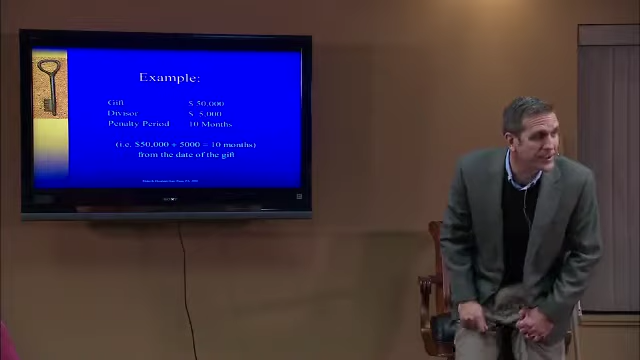 Example:
Gift $ 50,000
Divisor $ 5,000
Penalty Period 10 Months
(i.e. $50,000 ÷ 5000 = 10 months)
from the date of the gift
SONY